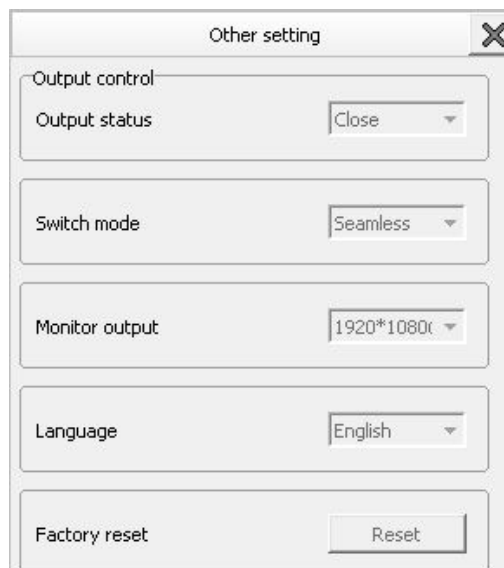 Other setting
Output control
Output status Close
Switch mode Seamless
Monitor output 1920*1080(
Language English
Factory reset Reset